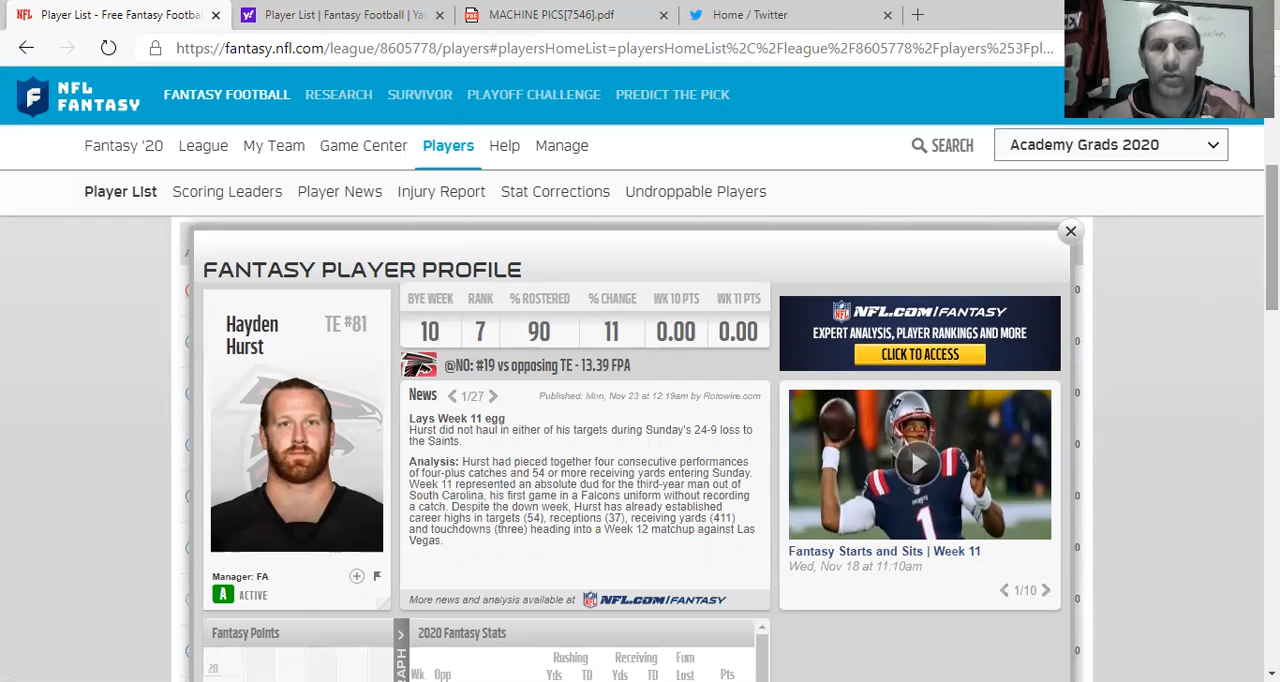 Player List - Free Fantasy Footba
Player List | Fantasy Football | Ya
MACHINE PICS[7546].pdf
Home / Twitter
https://fantasy.nfl.com/league/8605778/players#playersHomeList=playersHomeList%2C%2Fleague%2F8605778%2Fplayers%253Fpl...
NFL FANTASY
FANTASY FOOTBALL RESEARCH SURVIVOR PLAYOFF CHALLENGE PREDICT THE PICK
Fantasy '20 League My Team Game Center Players Help Manage SEARCH Academy Grads 2020
Player List Scoring Leaders Player News Injury Report Stat Corrections Undroppable Players
FANTASY PLAYER PROFILE
Hayden Hurst
TE #81
Manager: FA
A ACTIVE
BYE WEEK RANK % ROSTERED % CHANGE WK 10 PTS WK 11 PTS
10 7 90 11 0.00 0.00
@NO: #19 vs opposing TE - 13.39 FPA
News 1/27 Published: Mon, Nov 23 at 12:19am by Rotowire.com
Lays Week 11 egg
Hurst did not haul in either of his targets during Sunday's 24-9 loss to
the Saints.
Analysis: Hurst had pieced together four consecutive performances
of four-plus catches and 54 or more receiving yards entering Sunday.
Week 11 represented an absolute dud for the third-year man out of
South Carolina, his first game in a Falcons uniform without recording
a catch. Despite the down week, Hurst has already established
career highs in targets (54), receptions (37), receiving yards (411)
and touchdowns (three) heading into a Week 12 matchup against Las
Vegas.
More news and analysis available at NFL.COM/FANTASY
NFL.COM/FANTASY
EXPERT ANALYSIS, PLAYER RANKINGS AND MORE
CLICK TO ACCESS
1
Fantasy Starts and Sits | Week 11
Wed, Nov 18 at 11:10am
1/10
Fantasy Points
20
2020 Fantasy Stats
Rushing Receiving Fum
Wk Opp Yds TD Yds TD Lost Pts